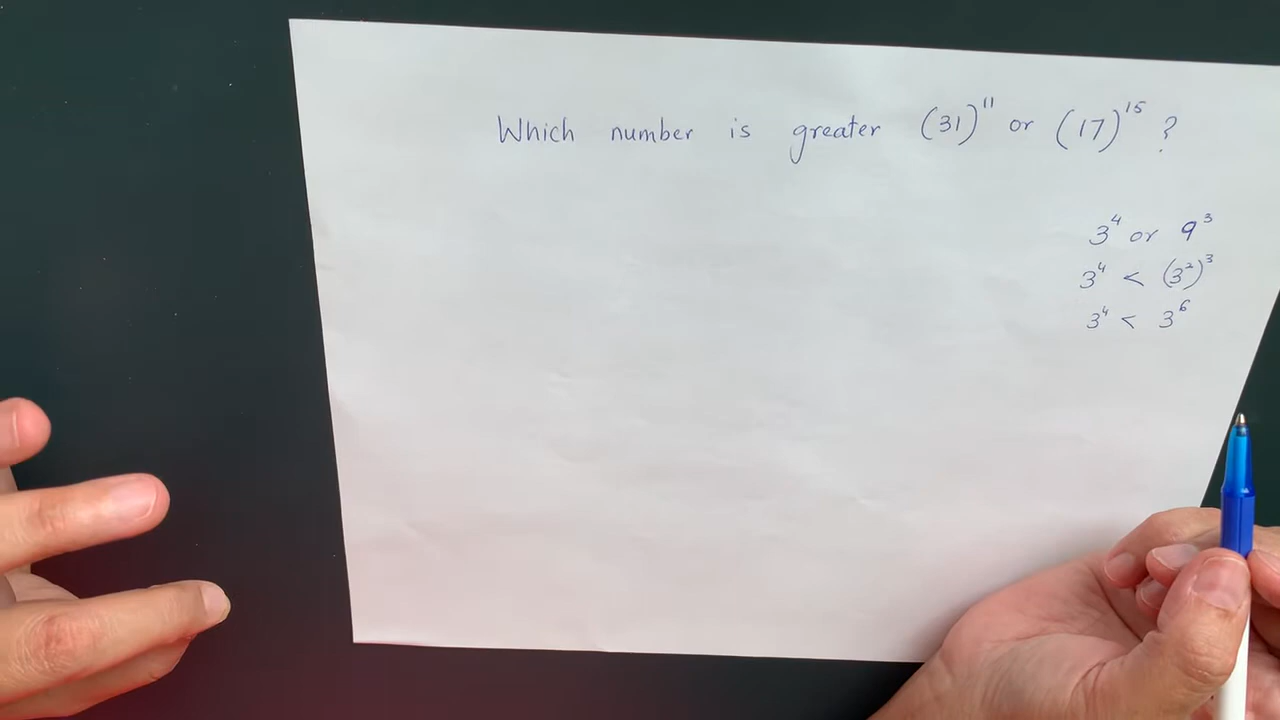 Which number is greater (31)^11 or (17)^15 ?
3^4 or 9^3
3^4 < (3^2)^3
3^4 < 3^6